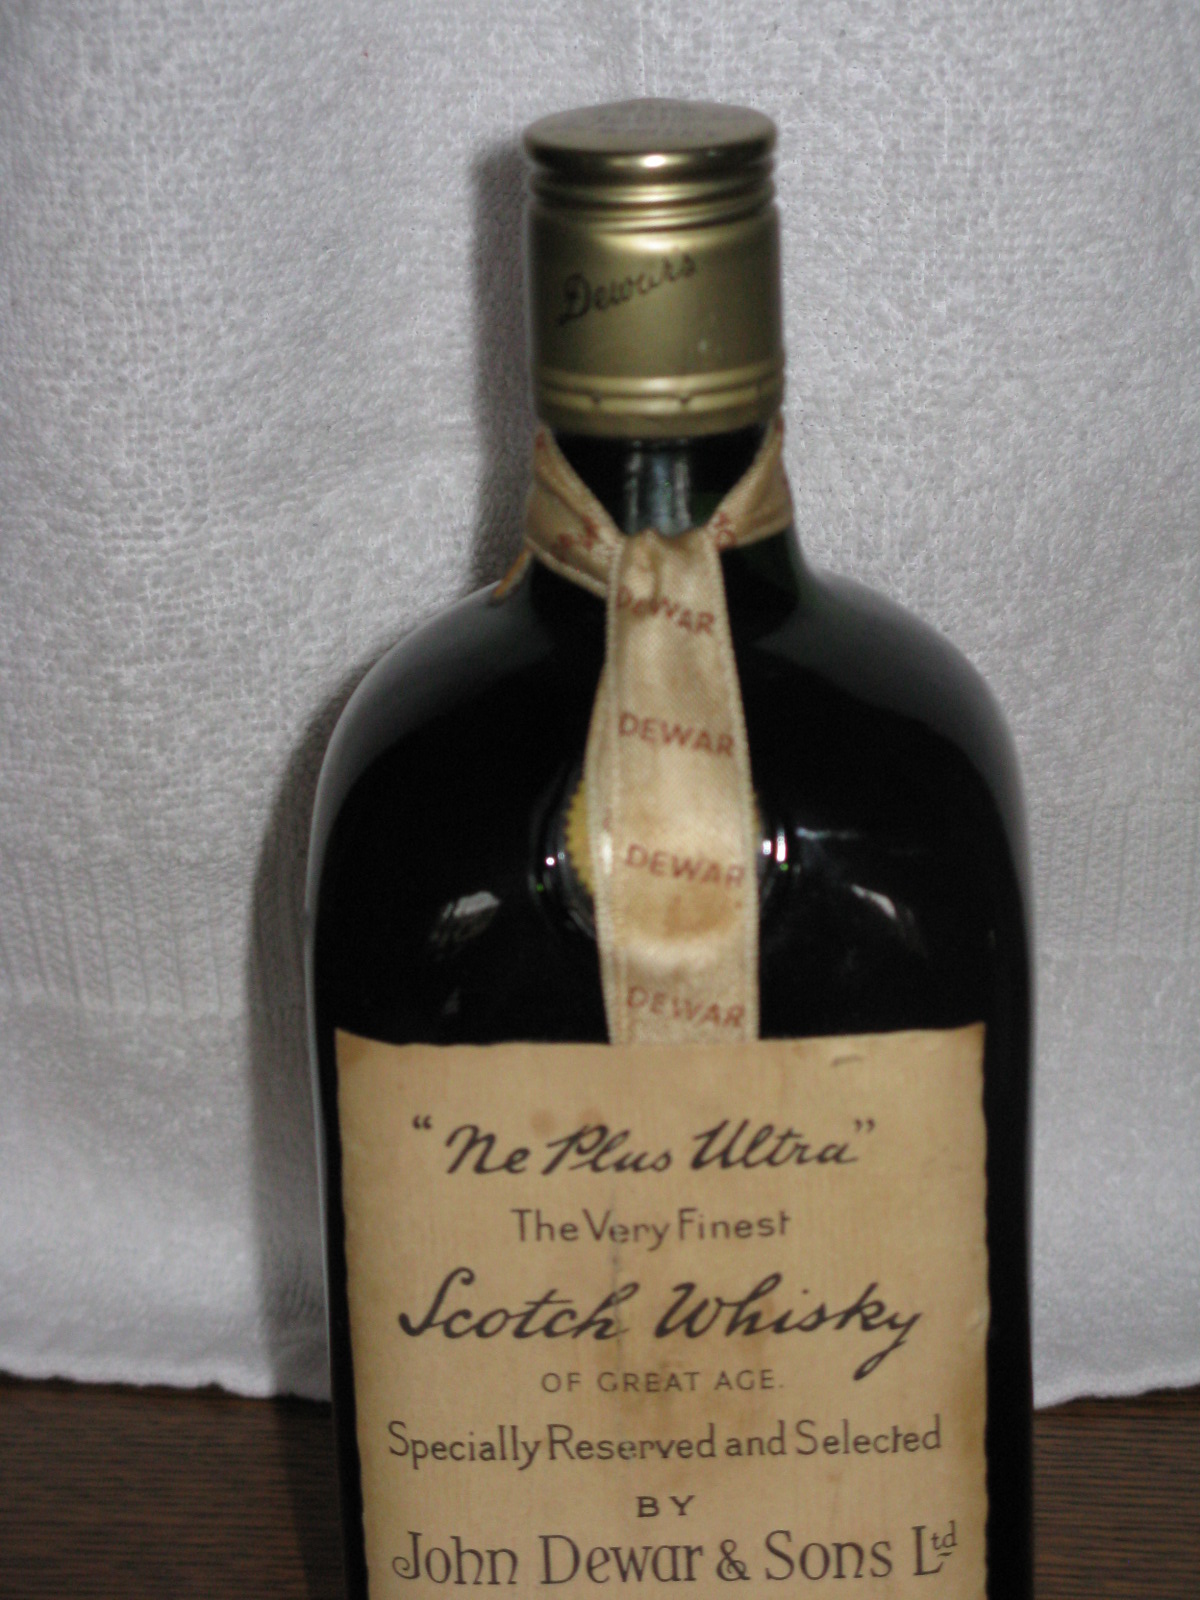 Dewars
DEWAR
DEWAR
DEWAR
DEWAR
"Ne Plus Ultra"
The Very Finest
Scotch Whisky
OF GREAT AGE.
Specially Reserved and Selected
BY
John Dewar & Sons Ltd